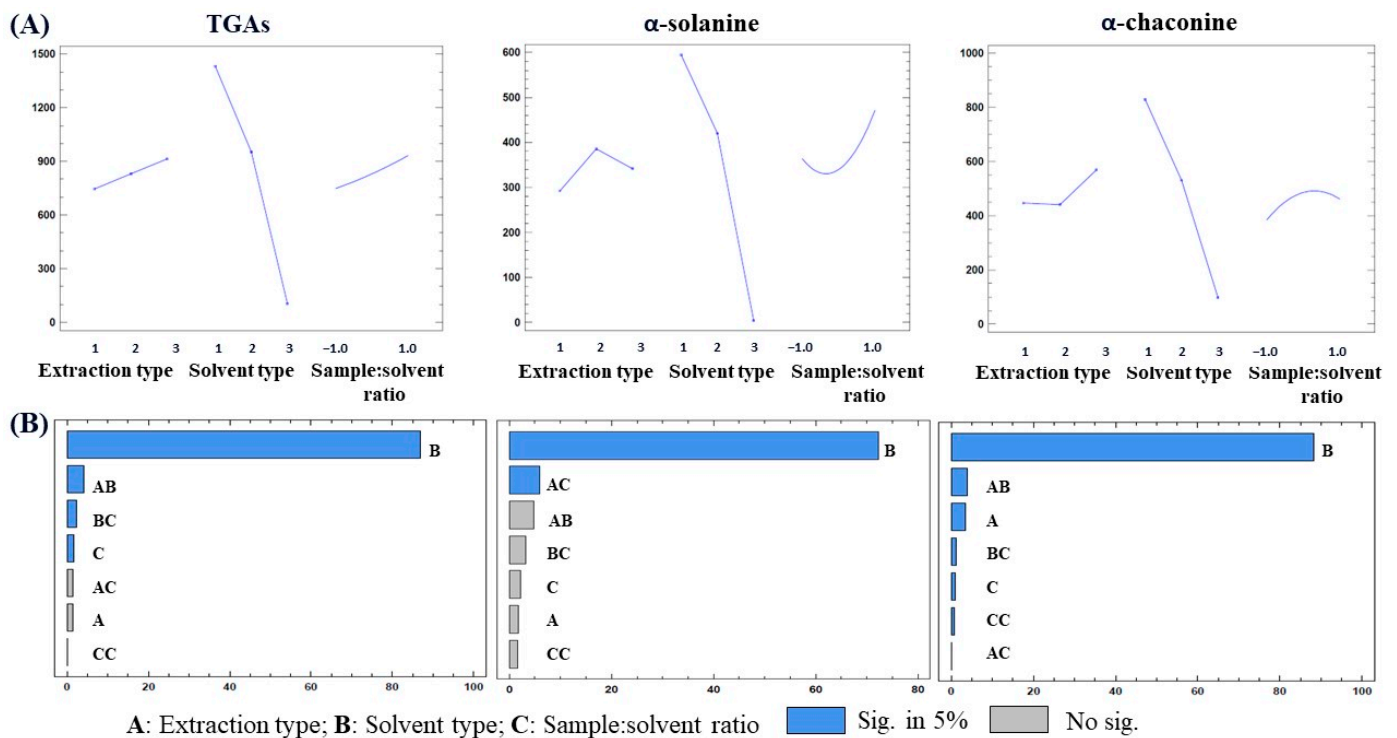 (A) TGAs α-solanine α-chaconine
1500
1200
900
600
300
0
1 2 3 1 2 3 −1.0 1.0
Extraction type Solvent type Sample:solvent
ratio
600
500
400
300
200
100
0
1 2 3 1 2 3 −1.0 1.0
Extraction type Solvent type Sample:solvent
ratio
1000
800
600
400
200
0
1 2 3 1 2 3 −1.0 1.0
Extraction type Solvent type Sample:solvent
ratio
(B)
B
AB
BC
C
AC
A
CC
0 20 40 60 80 100
B
AC
AB
BC
C
A
CC
0 20 40 60 80
B
AB
A
BC
C
CC
AC
0 20 40 60 80 100
A: Extraction type; B: Solvent type; C: Sample:solvent ratio Sig. in 5% No sig.